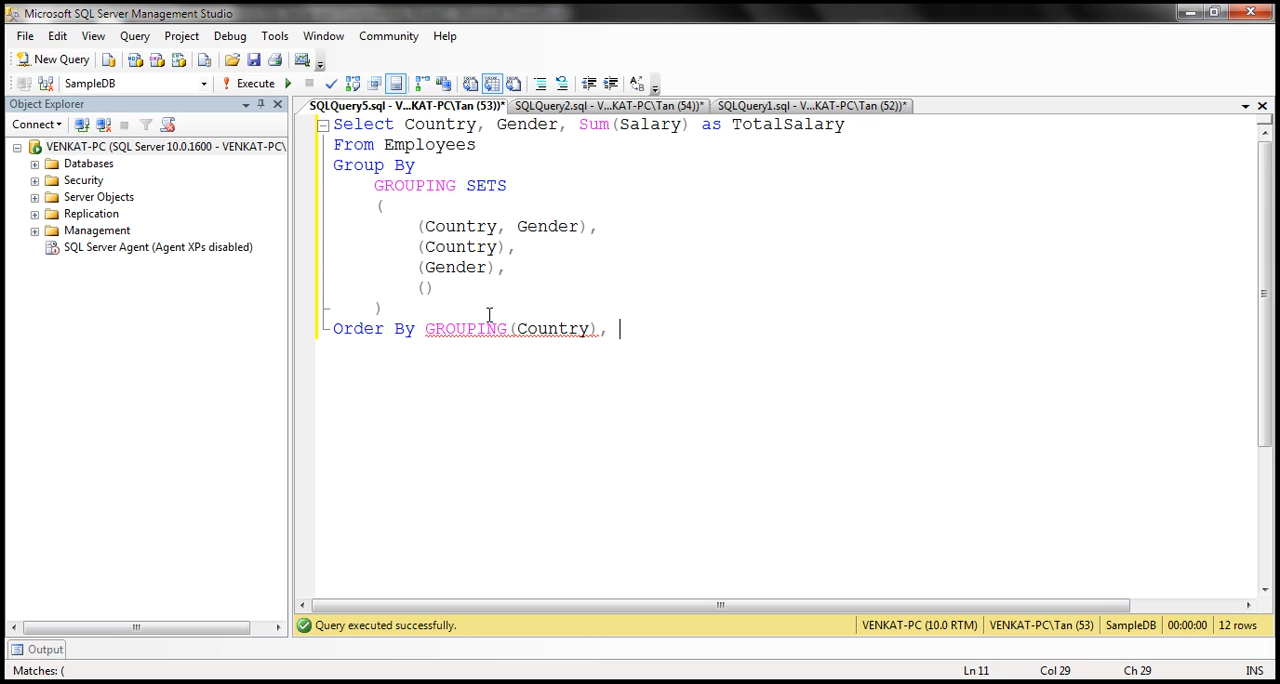 Microsoft SQL Server Management Studio
File Edit View Query Project Debug Tools Window Community Help
New Query
SampleDB Execute
Object Explorer
SQLQuery5.sql - V...KAT-PC\Tan (53))* SQLQuery2.sql - V...KAT-PC\Tan (54))* SQLQuery1.sql - V...KAT-PC\Tan (52))*
Connect
VENKAT-PC (SQL Server 10.0.1600 - VENKAT-PC\
Databases
Security
Server Objects
Replication
Management
SQL Server Agent (Agent XPs disabled)
Select Country, Gender, Sum(Salary) as TotalSalary
From Employees
Group By
GROUPING SETS
(
(Country, Gender),
(Country),
(Gender),
()
)
Order By GROUPING(Country),
Query executed successfully. VENKAT-PC (10.0 RTM) VENKAT-PC\Tan (53) SampleDB 00:00:00 12 rows
Output
Matches: ( Ln 11 Col 29 Ch 29 INS